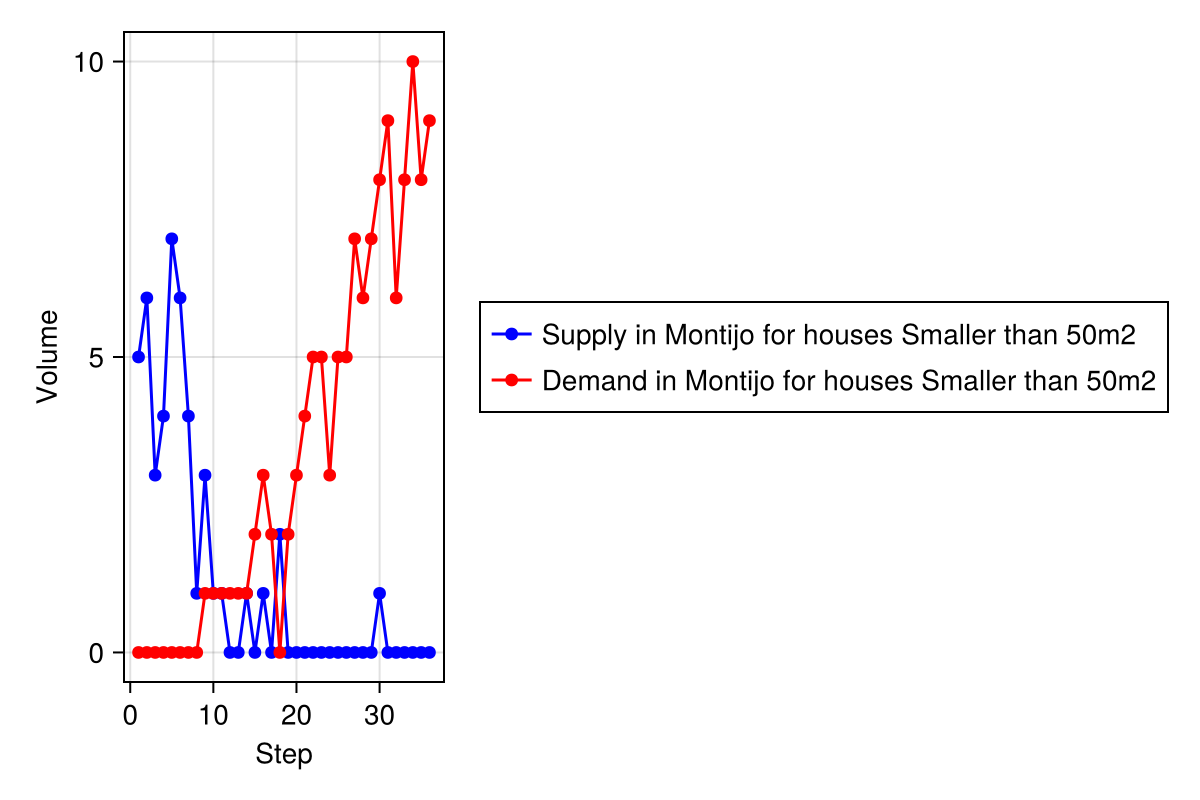 10
5
0
Volume
0 10 20 30
Step
Supply in Montijo for houses Smaller than 50m2
Demand in Montijo for houses Smaller than 50m2